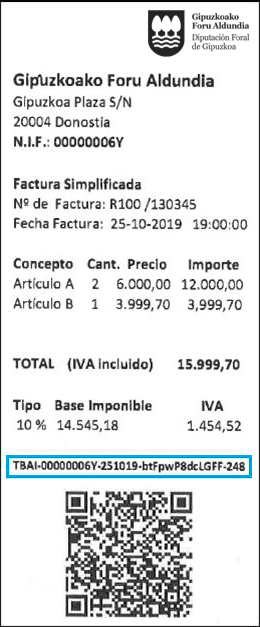 Gipuzkoako
Foru Aldundia
Diputación Foral
de Gipuzkoa
Gipuzkoako Foru Aldundia
Gipuzkoa Plaza S/N
20004 Donostia
N.I.F.: 00000006Y
Factura Simplificada
Nº de Factura: R100 /130345
Fecha Factura: 25-10-2019 19:00:00
Concepto Cant. Precio Importe
Artículo A 2 6.000,00 12.000,00
Artículo B 1 3.999,70 3,999,70
TOTAL (IVA incluido) 15.999,70
Tipo Base Imponible IVA
10 % 14.545,18 1.454,52
TBAI-00000006Y-251019-btFpwP8dcLGFF-248